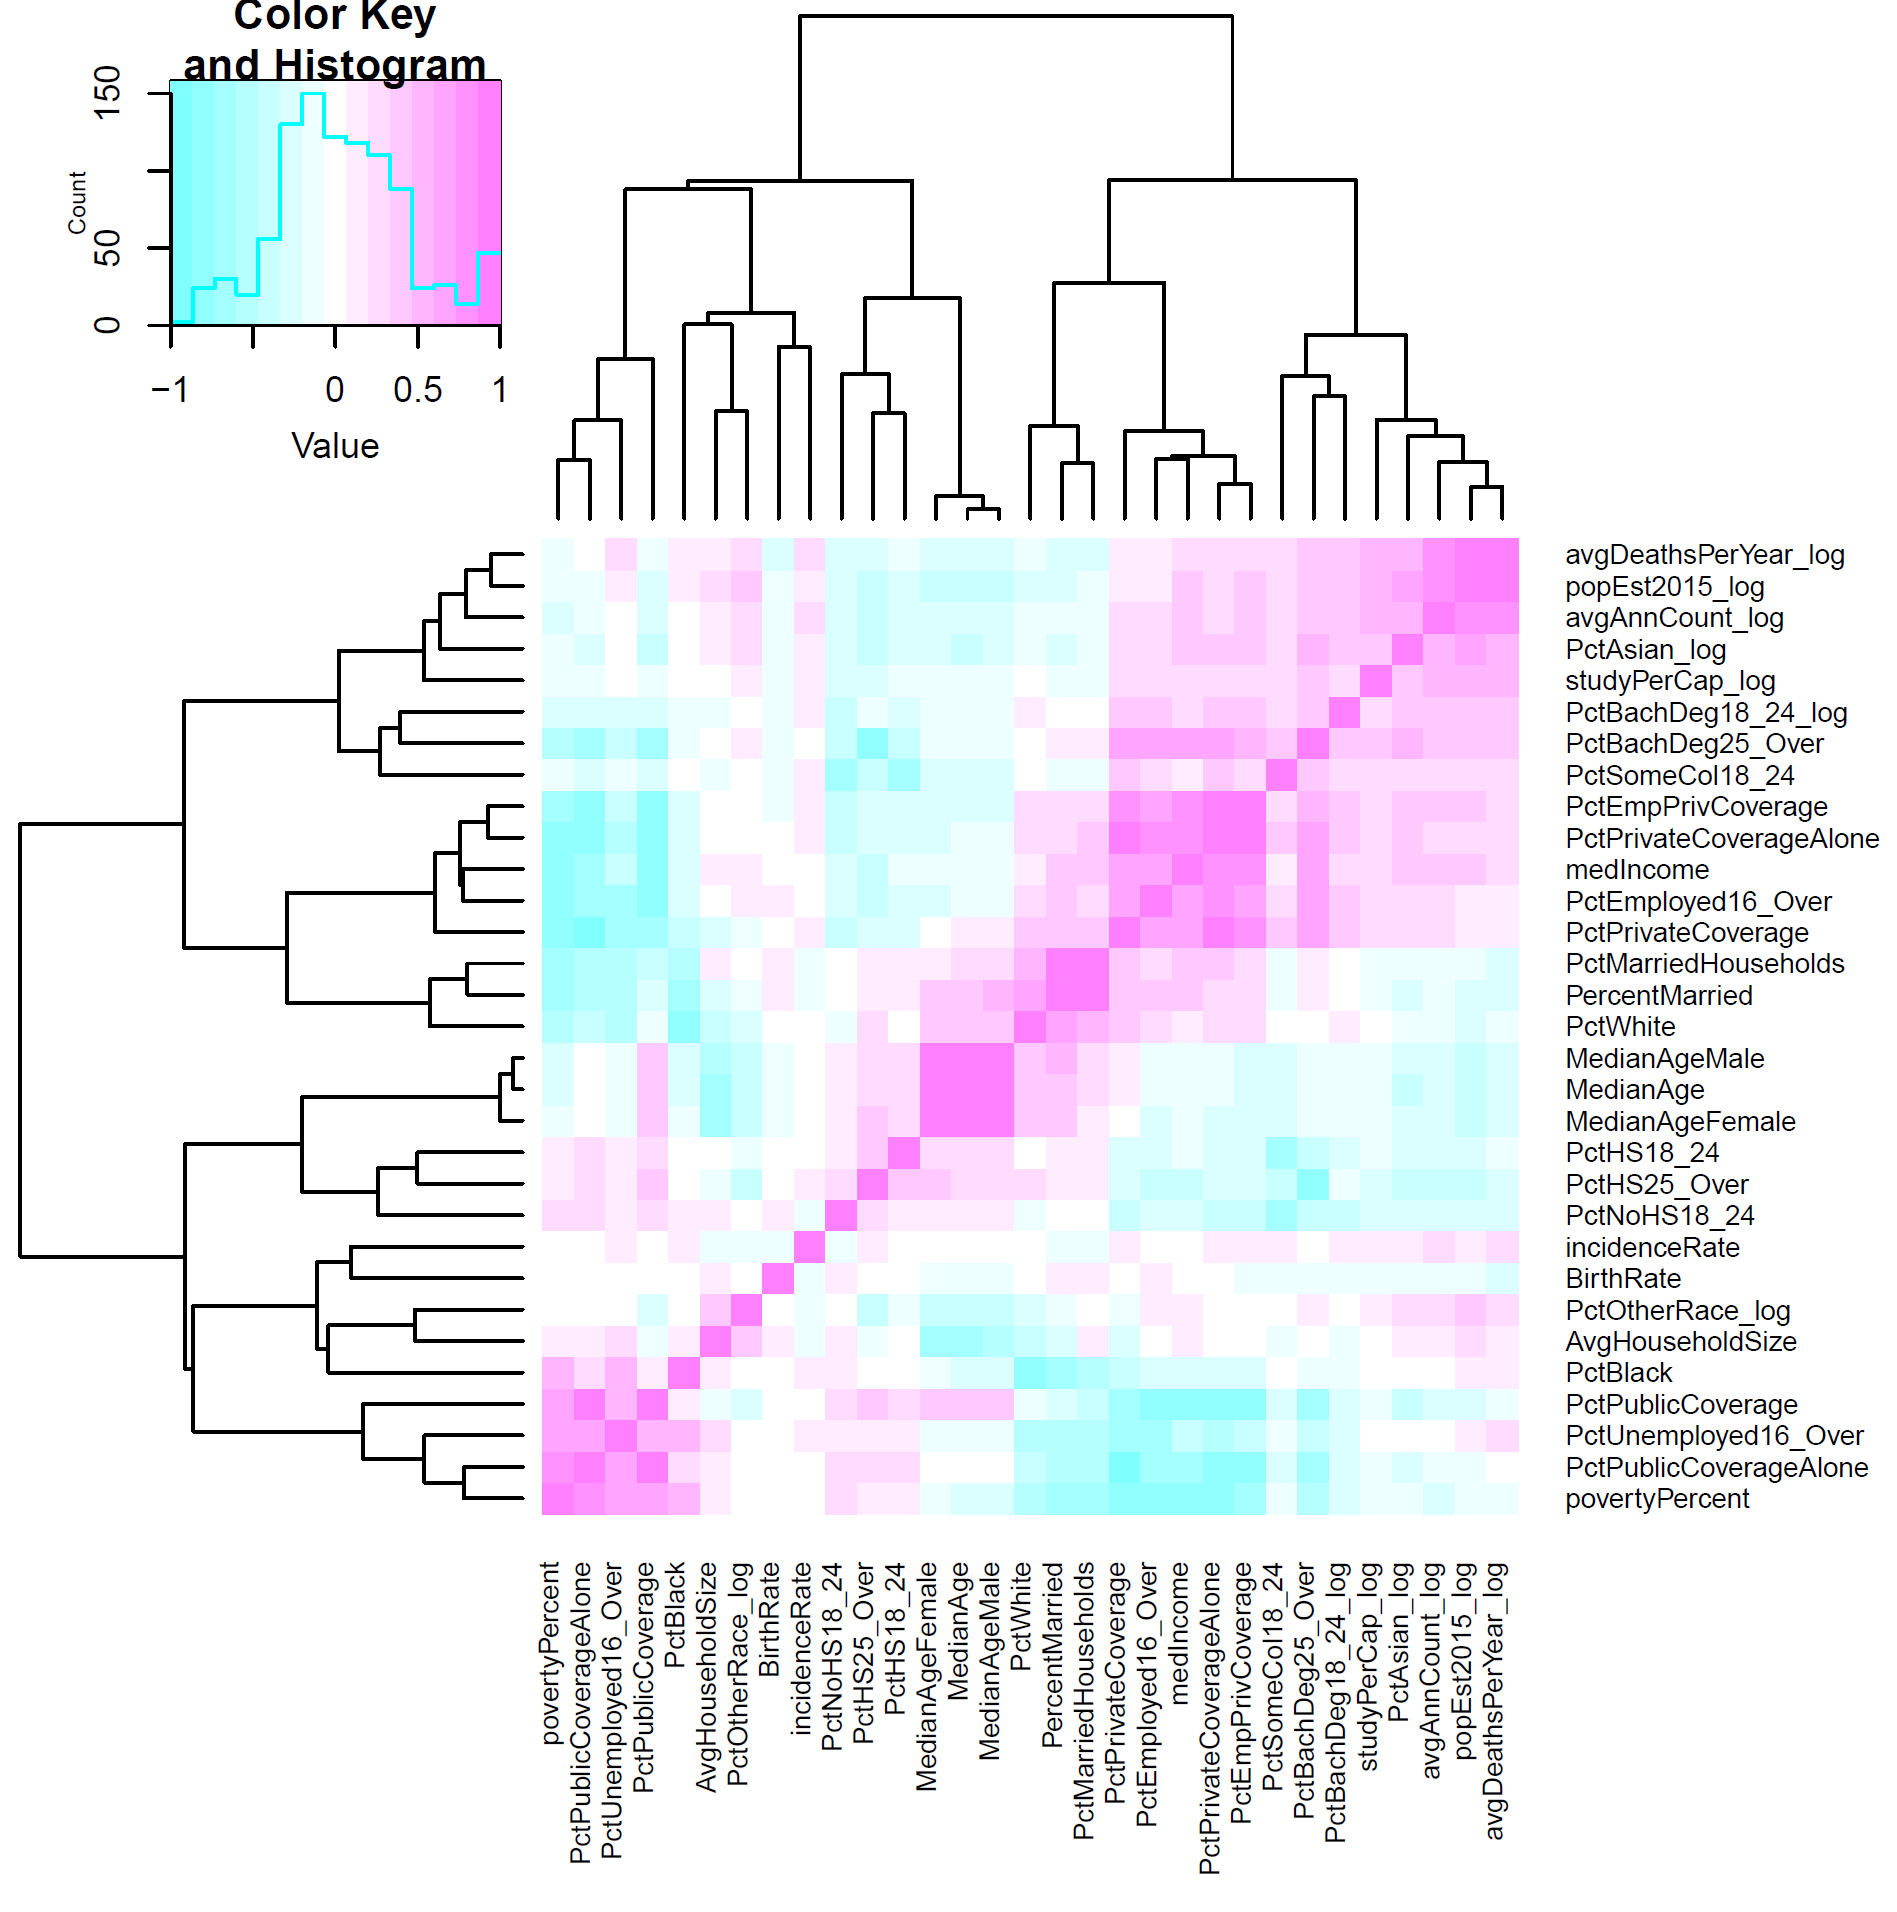 Color Key
and Histogram
Count
0
50
150
−1
0
0.5
1
Value
avgDeathsPerYear_log
popEst2015_log
avgAnnCount_log
PctAsian_log
studyPerCap_log
PctBachDeg18_24_log
PctBachDeg25_Over
PctSomeCol18_24
PctEmpPrivCoverage
PctPrivateCoverageAlone
medIncome
PctEmployed16_Over
PctPrivateCoverage
PctMarriedHouseholds
PercentMarried
PctWhite
MedianAgeMale
MedianAge
MedianAgeFemale
PctHS18_24
PctHS25_Over
PctNoHS18_24
incidenceRate
BirthRate
PctOtherRace_log
AvgHouseholdSize
PctBlack
PctPublicCoverage
PctUnemployed16_Over
PctPublicCoverageAlone
povertyPercent
povertyPercent
PctPublicCoverageAlone
PctUnemployed16_Over
PctPublicCoverage
PctBlack
AvgHouseholdSize
PctOtherRace_log
BirthRate
incidenceRate
PctNoHS18_24
PctHS25_Over
PctHS18_24
MedianAgeFemale
MedianAge
MedianAgeMale
PctWhite
PercentMarried
PctMarriedHouseholds
PctPrivateCoverage
PctEmployed16_Over
medIncome
PctPrivateCoverageAlone
PctEmpPrivCoverage
PctSomeCol18_24
PctBachDeg25_Over
PctBachDeg18_24_log
studyPerCap_log
PctAsian_log
avgAnnCount_log
popEst2015_log
avgDeathsPerYear_log